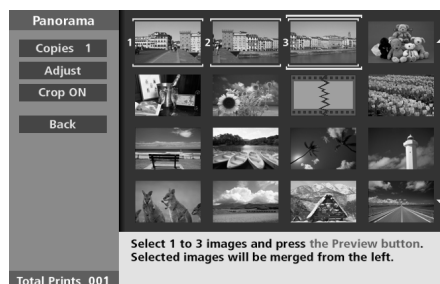 Panorama
Copies 1
Adjust
Crop ON
Back
Total Prints 001
1 2 3
Select 1 to 3 images and press the Preview button.
Selected images will be merged from the left.